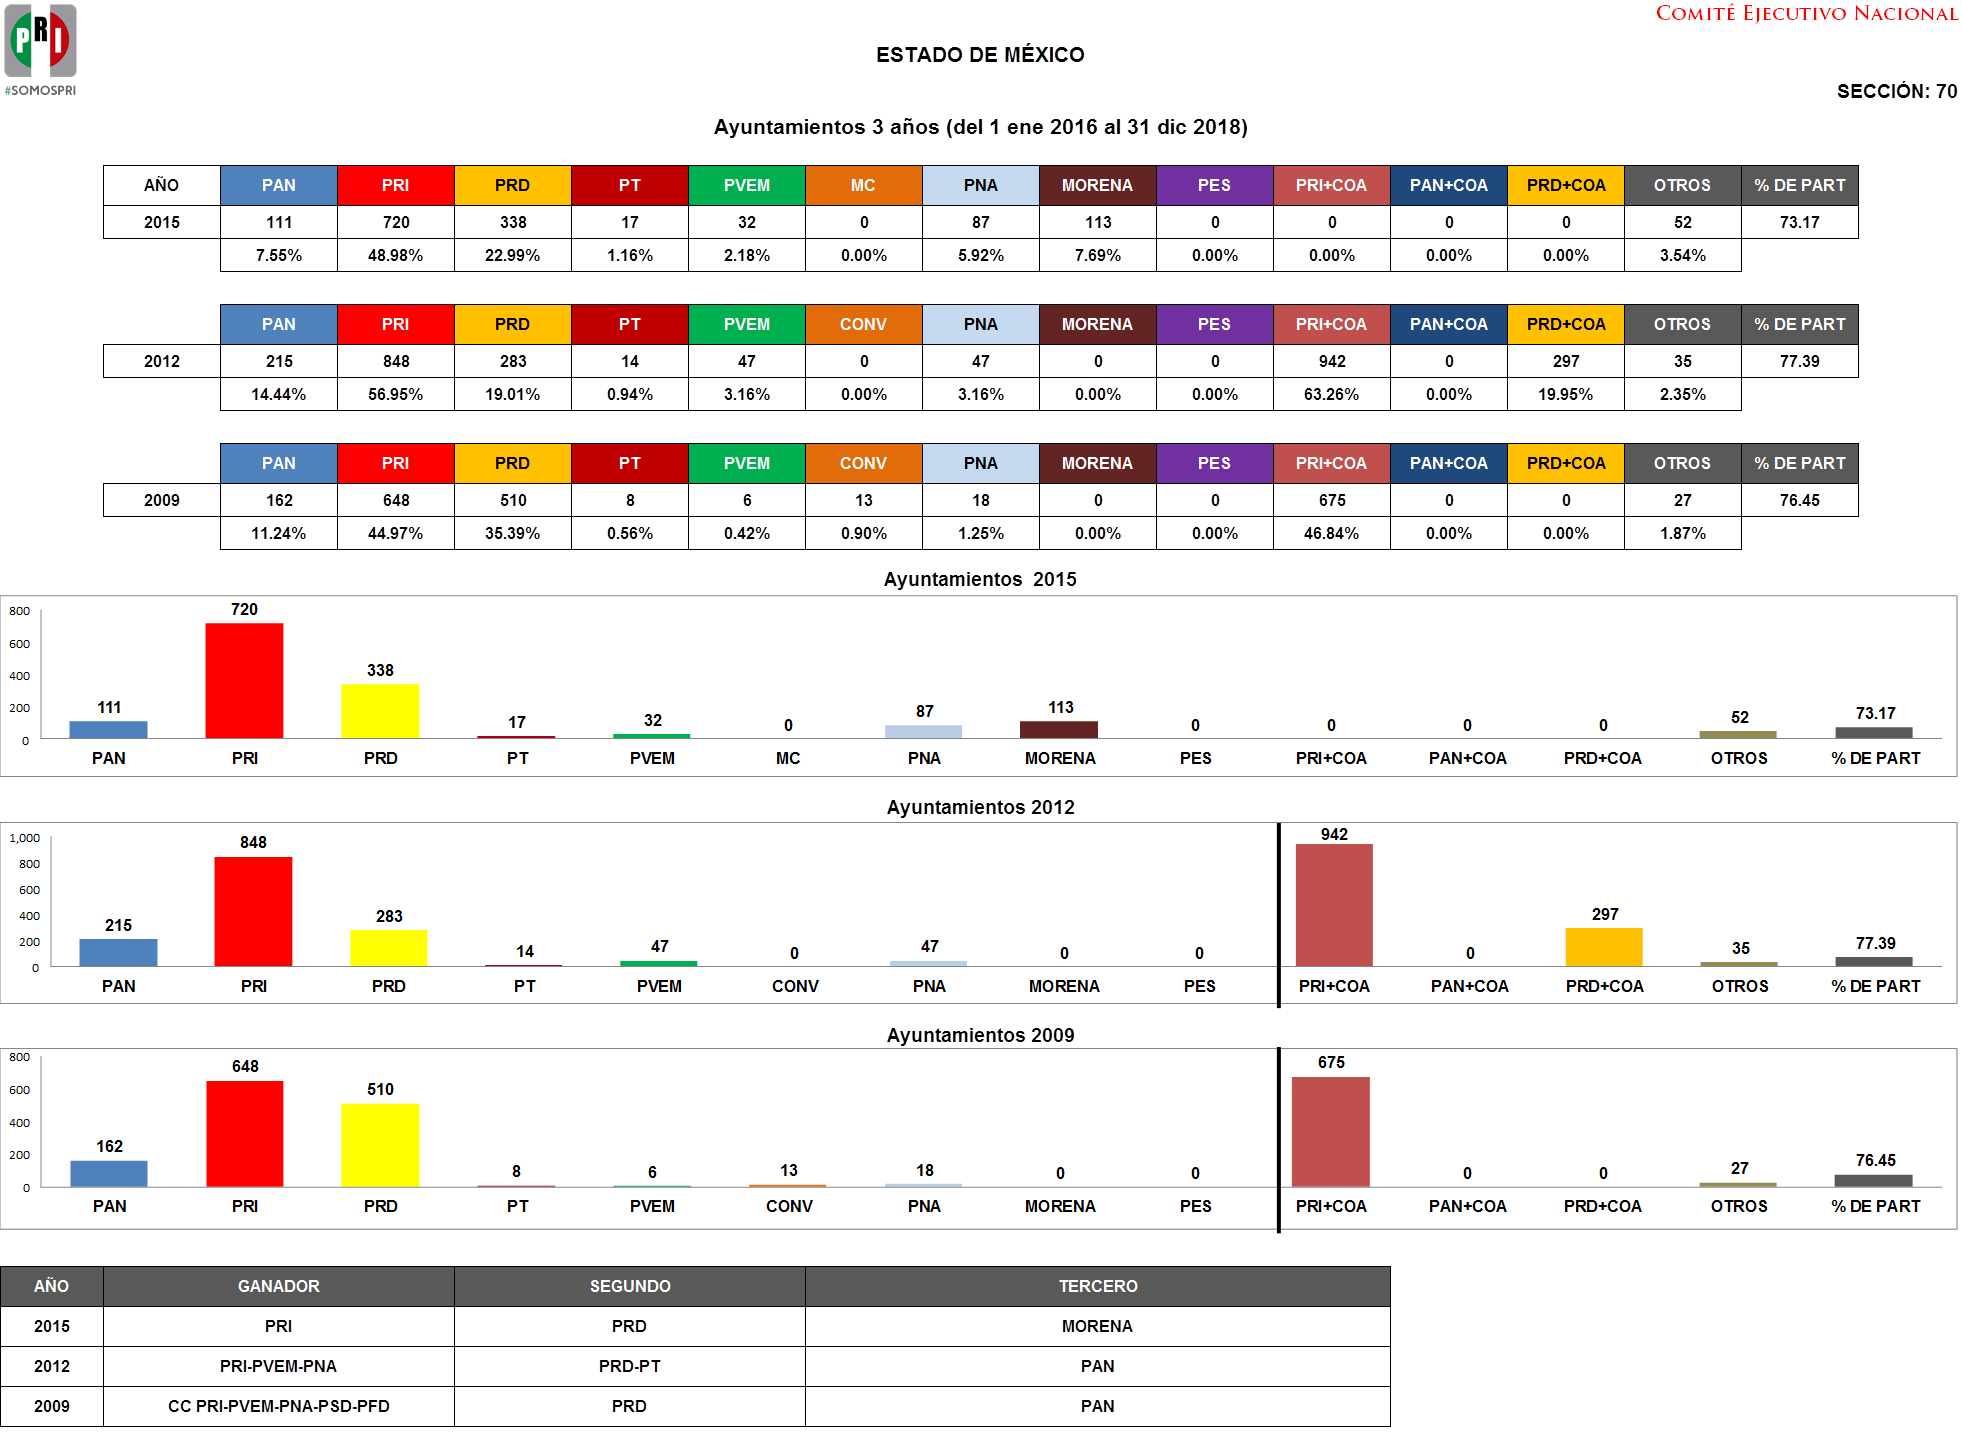 PRI
#SOMOSPRI
COMITÉ EJECUTIVO NACIONAL
ESTADO DE MÉXICO
SECCIÓN: 70
Ayuntamientos 3 años (del 1 ene 2016 al 31 dic 2018)
AÑO PAN PRI PRD PT PVEM MC PNA MORENA PES PRI+COA PAN+COA PRD+COA OTROS % DE PART
2015 111 720 338 17 32 0 87 113 0 0 0 0 52 73.17
7.55% 48.98% 22.99% 1.16% 2.18% 0.00% 5.92% 7.69% 0.00% 0.00% 0.00% 0.00% 3.54%
PAN PRI PRD PT PVEM CONV PNA MORENA PES PRI+COA PAN+COA PRD+COA OTROS % DE PART
2012 215 848 283 14 47 0 47 0 0 942 0 297 35 77.39
14.44% 56.95% 19.01% 0.94% 3.16% 0.00% 3.16% 0.00% 0.00% 63.26% 0.00% 19.95% 2.35%
PAN PRI PRD PT PVEM CONV PNA MORENA PES PRI+COA PAN+COA PRD+COA OTROS % DE PART
2009 162 648 510 8 6 13 18 0 0 675 0 0 27 76.45
11.24% 44.97% 35.39% 0.56% 0.42% 0.90% 1.25% 0.00% 0.00% 46.84% 0.00% 0.00% 1.87%
Ayuntamientos 2015
800
600
400
200
0
111 720 338 17 32 0 87 113 0 0 0 0 52 73.17
PAN PRI PRD PT PVEM MC PNA MORENA PES PRI+COA PAN+COA PRD+COA OTROS % DE PART
Ayuntamientos 2012
1,000
800
600
400
200
0
215 848 283 14 47 0 47 0 0 942 0 297 35 77.39
PAN PRI PRD PT PVEM CONV PNA MORENA PES PRI+COA PAN+COA PRD+COA OTROS % DE PART
Ayuntamientos 2009
800
600
400
200
0
162 648 510 8 6 13 18 0 0 675 0 0 27 76.45
PAN PRI PRD PT PVEM CONV PNA MORENA PES PRI+COA PAN+COA PRD+COA OTROS % DE PART
AÑO GANADOR SEGUNDO TERCERO
2015 PRI PRD MORENA
2012 PRI-PVEM-PNA PRD-PT PAN
2009 CC PRI-PVEM-PNA-PSD-PFD PRD PAN